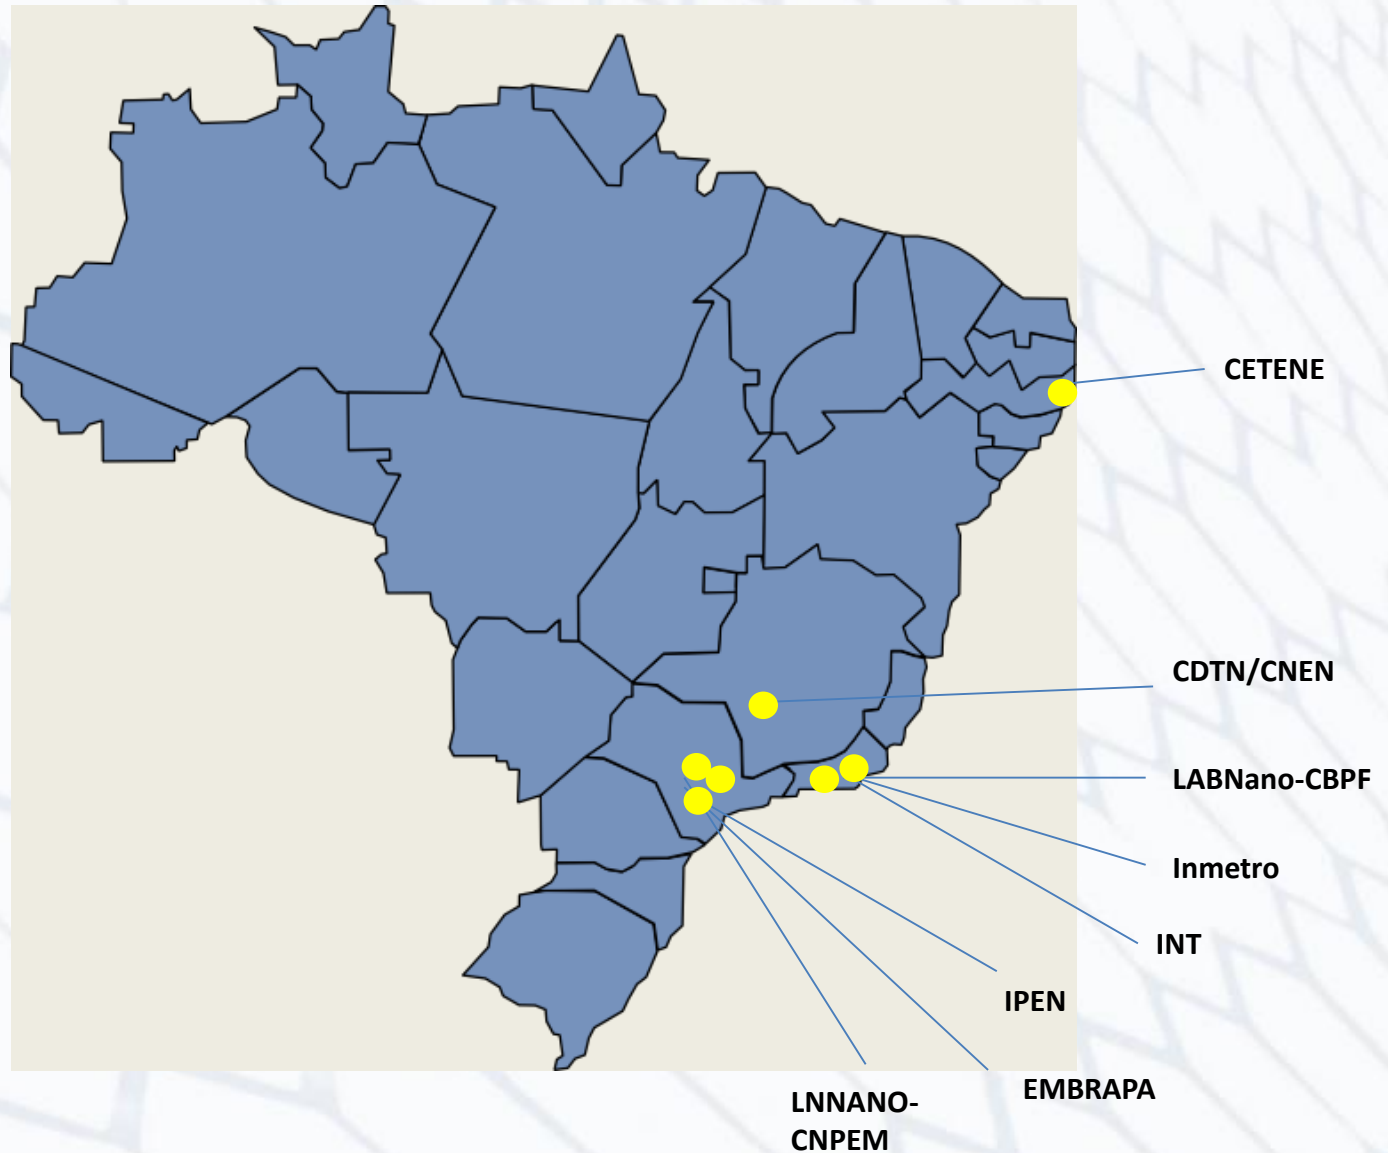 CETENE
CDTN/CNEN
LABNano-CBPF
Inmetro
INT
IPEN
EMBRAPA
LNNANO-
CNPEM